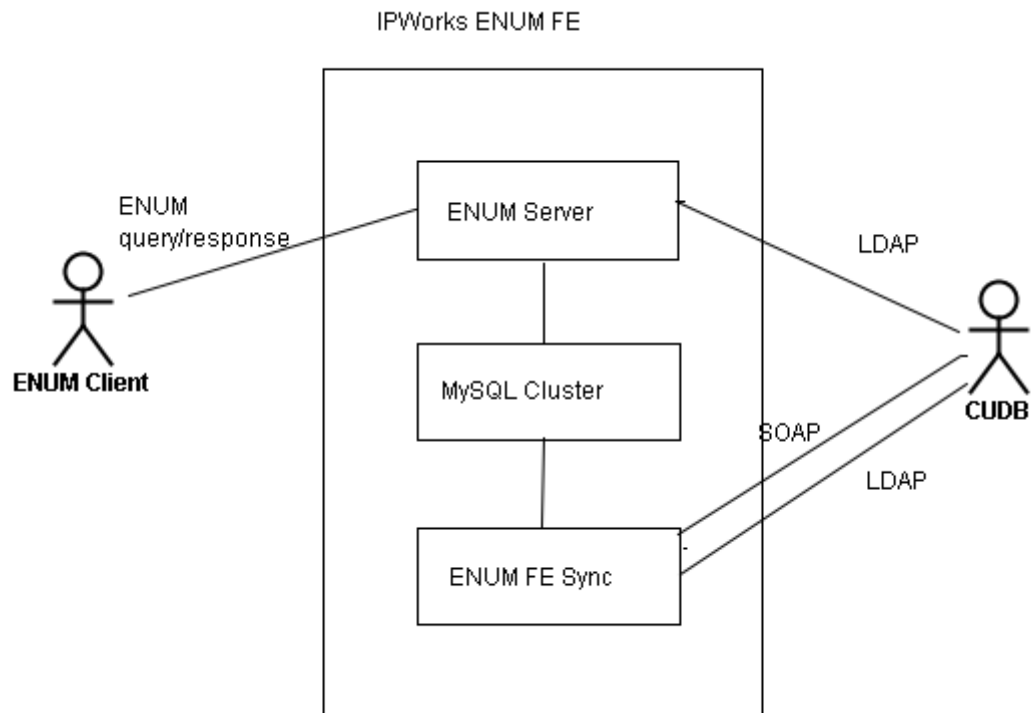 IPWorks ENUM FE
ENUM
query/response
ENUM Server
LDAP
ENUM Client
MySQL Cluster
CUDB
SOAP
LDAP
ENUM FE Sync